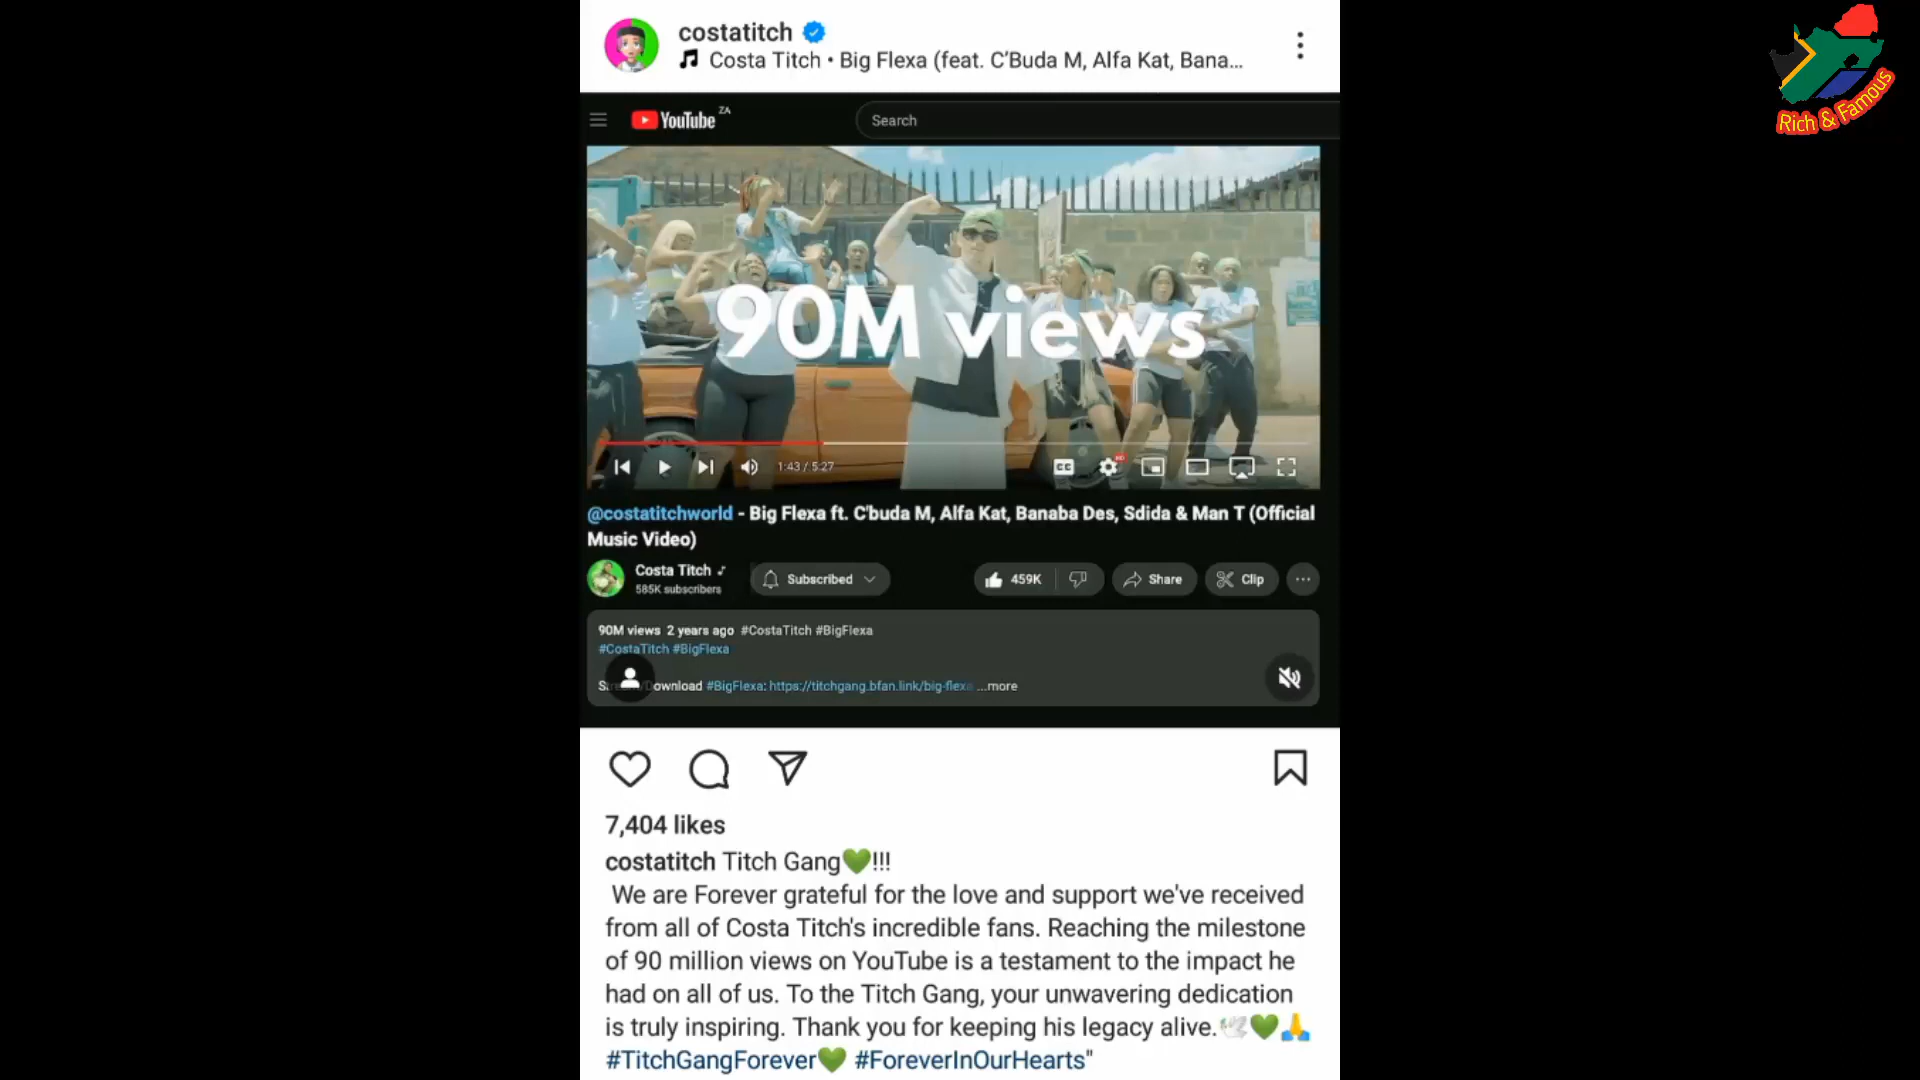 costatitch
Costa Titch • Big Flexa (feat. C'Buda M, Alfa Kat, Bana...
Rich & Famous
YouTube ZA
Search
90M views
1:43 / 5:27
CC
HD
@costatitchworld - Big Flexa ft. C'buda M, Alfa Kat, Banaba Des, Sdida & Man T (Official
Music Video)
Costa Titch
585K subscribers
Subscribed
459K
Share
Clip
90M views 2 years ago #CostaTitch #BigFlexa
#CostaTitch #BigFlexa
Download #BigFlexa: https://titchgang.bfan.link/big-flexa ...more
7,404 likes
costatitch Titch Gang💚!!!
We are Forever grateful for the love and support we've received
from all of Costa Titch's incredible fans. Reaching the milestone
of 90 million views on YouTube is a testament to the impact he
had on all of us. To the Titch Gang, your unwavering dedication
is truly inspiring. Thank you for keeping his legacy alive.🕊️💚🙏
#TitchGangForever💚 #ForeverInOurHearts"